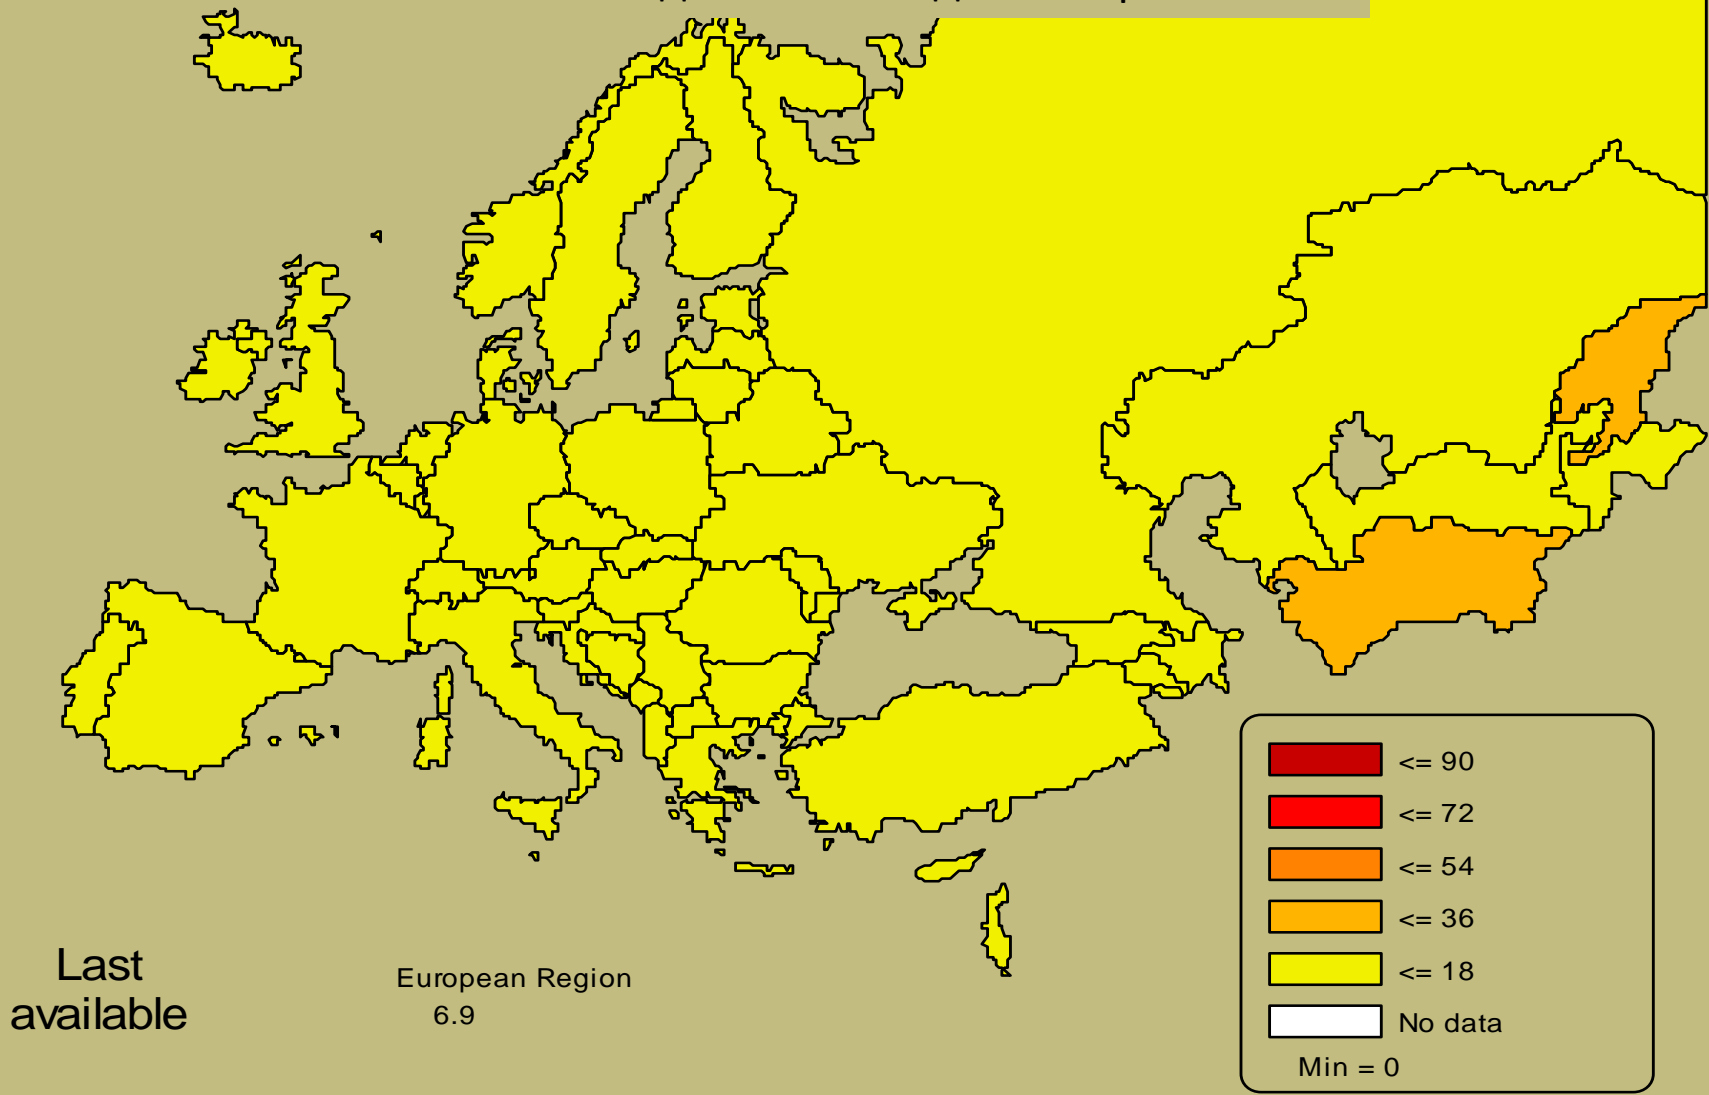 <= 90
<= 72
<= 54
<= 36
<= 18
No data
Min = 0
Last
available
European Region
6.9